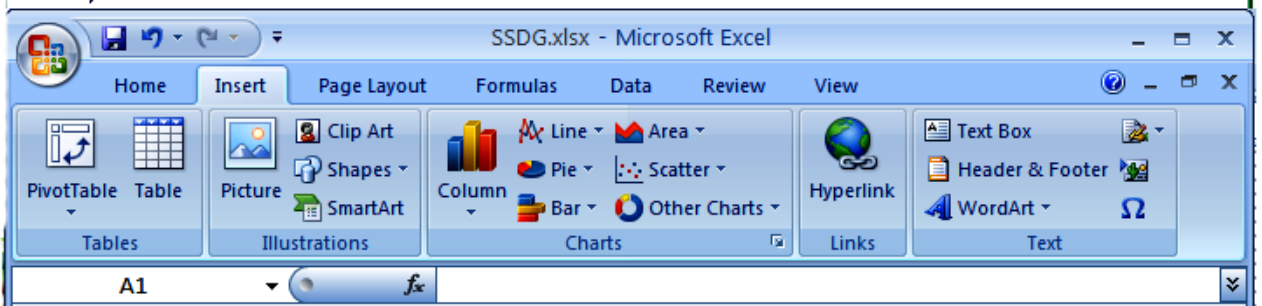 SSDG.xlsx - Microsoft Excel
Home Insert Page Layout Formulas Data Review View
PivotTable Table Picture Clip Art Shapes SmartArt Column Line Pie Bar Area Scatter Other Charts Hyperlink Text Box Header & Footer WordArt Ω
Tables Illustrations Charts Links Text
A1 fx